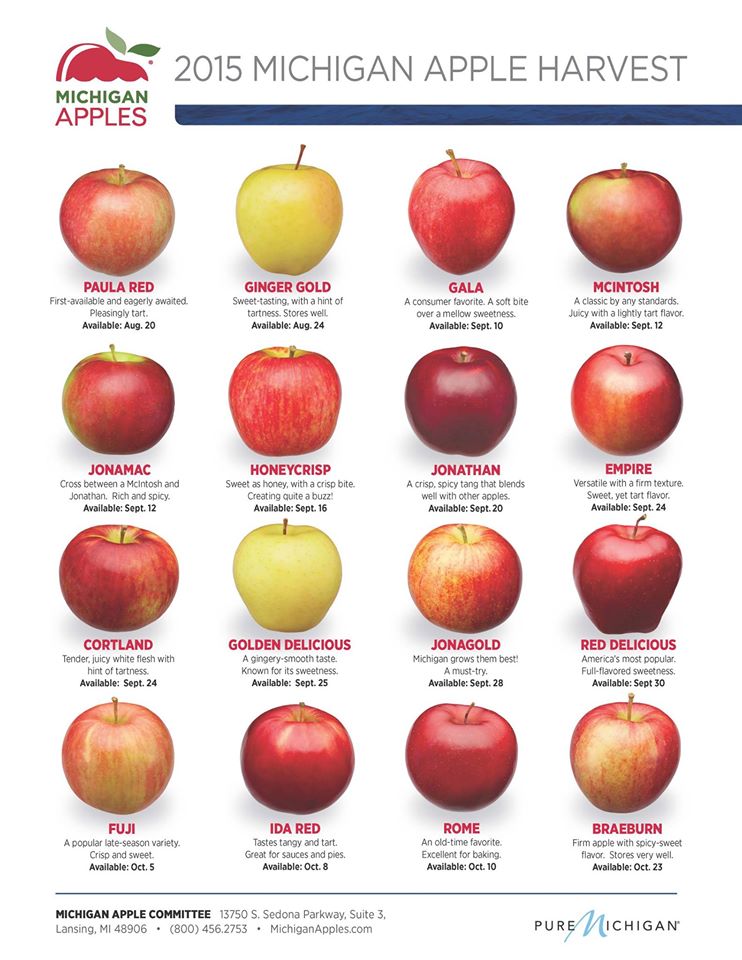 MICHIGAN
APPLES
2015 MICHIGAN APPLE HARVEST
PAULA RED
First-available and eagerly awaited.
Pleasingly tart.
Available: Aug. 20
GINGER GOLD
Sweet-tasting, with a hint of
tartness. Stores well.
Available: Aug. 24
GALA
A consumer favorite. A soft bite
over a mellow sweetness.
Available: Sept. 10
MCINTOSH
A classic by any standards.
Juicy with a lightly tart flavor.
Available: Sept. 12
JONAMAC
Cross between a McIntosh and
Jonathan. Rich and spicy.
Available: Sept. 12
HONEYCRISP
Sweet as honey, with a crisp bite.
Creating quite a buzz!
Available: Sept. 16
JONATHAN
A crisp, spicy tang that blends
well with other apples.
Available: Sept. 20
EMPIRE
Versatile with a firm texture.
Sweet, yet tart flavor.
Available: Sept. 24
CORTLAND
Tender, juicy white flesh with
hint of tartness.
Available: Sept. 24
GOLDEN DELICIOUS
A gingery-smooth taste.
Known for its sweetness.
Available: Sept. 25
JONAGOLD
Michigan grows them best!
A must-try.
Available: Sept. 28
RED DELICIOUS
America's most popular.
Full-flavored sweetness.
Available: Sept 30
FUJI
A popular late-season variety.
Crisp and sweet.
Available: Oct. 5
IDA RED
Tastes tangy and tart.
Great for sauces and pies.
Available: Oct. 8
ROME
An old-time favorite.
Excellent for baking.
Available: Oct. 10
BRAEBURN
Firm apple with spicy-sweet
flavor. Stores very well.
Available: Oct. 23
MICHIGAN APPLE COMMITTEE 13750 S. Sedona Parkway, Suite 3,
Lansing, MI 48906 • (800) 456.2753 • MichiganApples.com
PURE MICHIGAN®